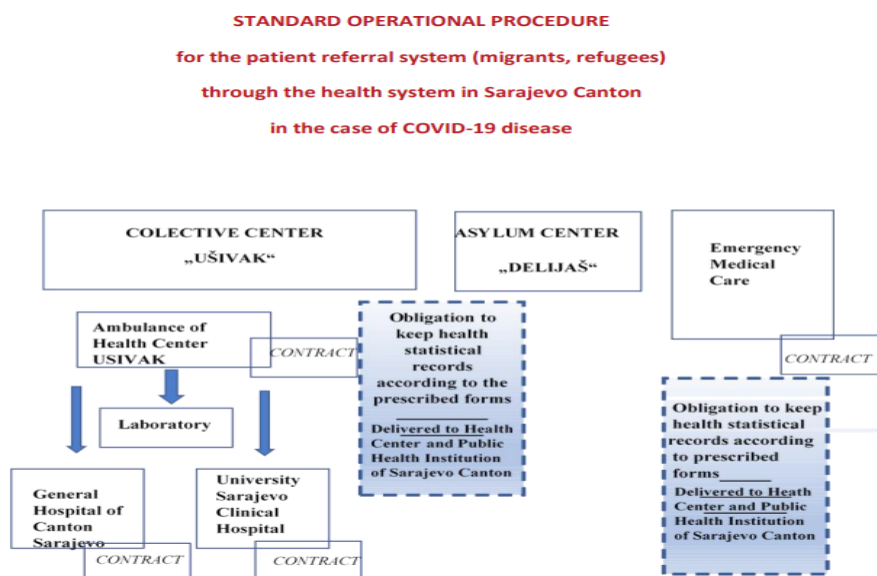 STANDARD OPERATIONAL PROCEDURE
for the patient referral system (migrants, refugees)
through the health system in Sarajevo Canton
in the case of COVID-19 disease
COLECTIVE CENTER
„UŠIVAK“
ASYLUM CENTER
„DELIJAŠ“
Emergency
Medical
Care
CONTRACT
Ambulance of
Health Center
USIVAK
CONTRACT
Obligation to
keep health
statistical
records
according to the
prescribed forms
Delivered to Health
Center and Public
Health Institution
of Sarajevo Canton
Laboratory
General
Hospital of
Canton
Sarajevo
CONTRACT
University
Sarajevo
Clinical
Hospital
CONTRACT
Obligation to keep
health statistical
records according
to prescribed
forms
Delivered to Heath
Center and Public
Health Institution
of Sarajevo Canton